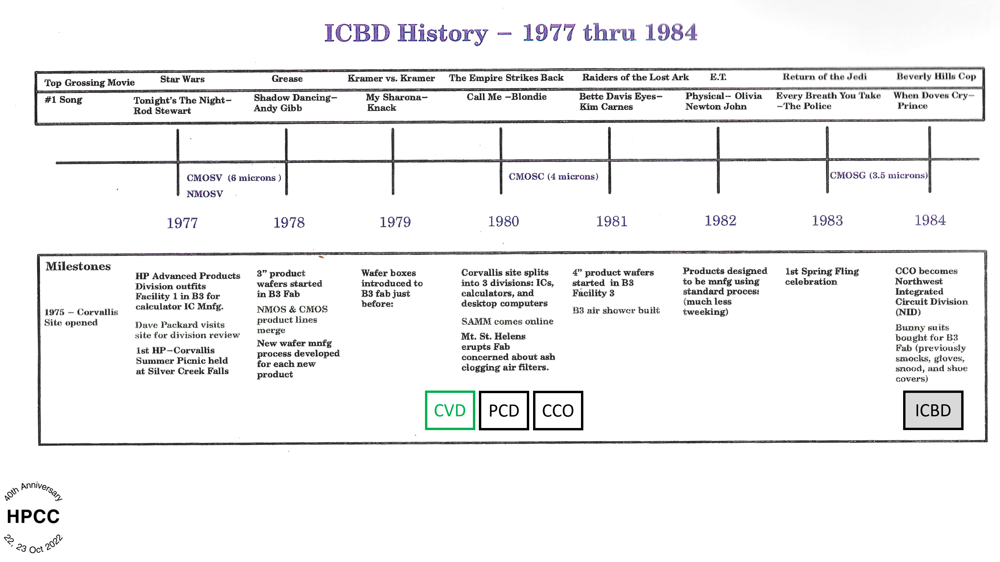 ICBD History – 1977 thru 1984
Top Grossing Movie
Star Wars
Grease
Kramer vs. Kramer
The Empire Strikes Back
Raiders of the Lost Ark
E.T.
Return of the Jedi
Beverly Hills Cop
#1 Song
Tonight's The Night–
Rod Stewart
Shadow Dancing–
Andy Gibb
My Sharona–
Knack
Call Me –Blondie
Bette Davis Eyes–
Kim Carnes
Physical– Olivia
Newton John
Every Breath You Take
–The Police
When Doves Cry–
Prince
CMOSV (6 microns )
NMOSV
CMOSC (4 microns)
CMOSG (3.5 microns)
1977
1978
1979
1980
1981
1982
1983
1984
Milestones
1975 – Corvallis
Site opened
HP Advanced Products
Division outfits
Facility 1 in B3 for
calculator IC Mnfg.
Dave Packard visits
site for division review
1st HP–Corvallis
Summer Picnic held
at Silver Creek Falls
3” product
wafers started
in B3 Fab
NMOS & CMOS
product lines
merge
New wafer mnfg
process developed
for each new
product
Wafer boxes
introduced to
B3 fab just
before:
Corvallis site splits
into 3 divisions: ICs,
calculators, and
desktop computers
SAMM comes online
Mt. St. Helens
erupts Fab
concerned about ash
clogging air filters.
4” product wafers
started in B3
Facility 3
B3 air shower built
Products designed
to be mnfg using
standard process
(much less
tweeking)
1st Spring Fling
celebration
CCO becomes
Northwest
Integrated
Circuit Division
(NID)
Bunny suits
bought for B3
Fab (previously
smocks, gloves,
snood, and shoe
covers)
CVD
PCD
CCO
ICBD
40th Anniversary
HPCC
22, 23 Oct 2022